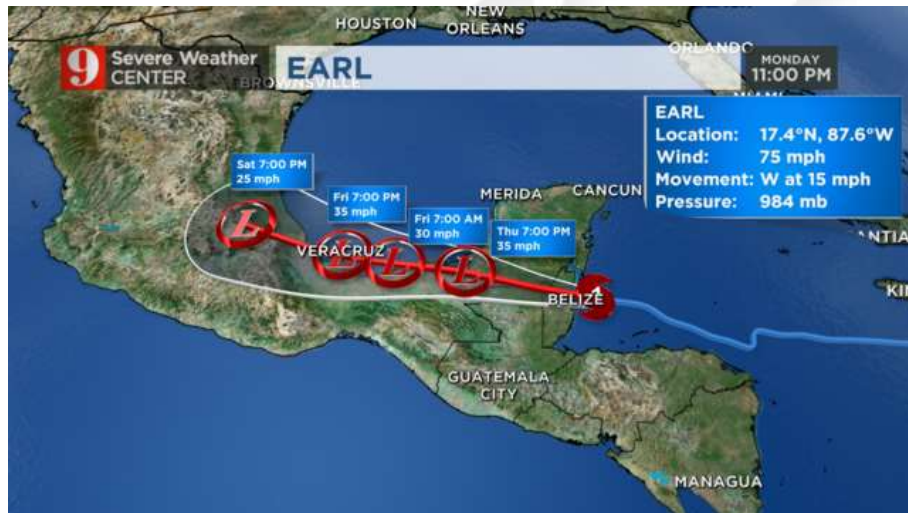 HOUSTON
NEW
ORLEANS
9 Severe Weather
CENTER
EARL
BROWNSVILLE
ORLANDO
MONDAY
11:00 PM
EARL
Location: 17.4°N, 87.6°W
Wind: 75 mph
Movement: W at 15 mph
Pressure: 984 mb
Sat 7:00 PM
25 mph
Fri 7:00 PM
35 mph
Fri 7:00 AM
30 mph
Thu 7:00 PM
35 mph
MERIDA
CANCUN
VERACRUZ
L
L
L
L
1
BELIZE
ANTIA
KI
GUATEMALA
CITY
MANAGUA